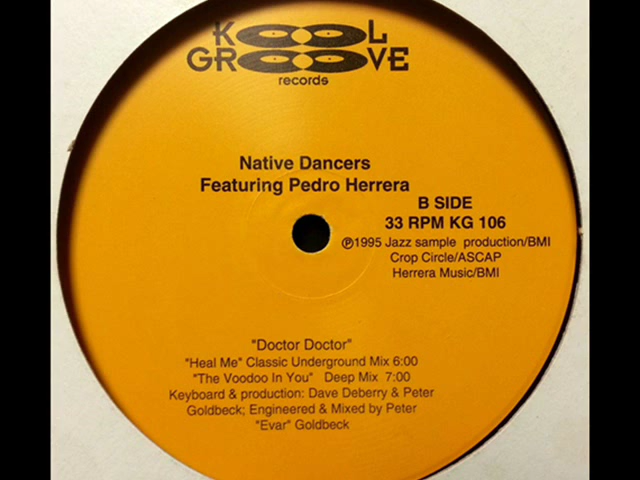 KOOL
GROOVE
records
Native Dancers
Featuring Pedro Herrera
B SIDE
33 RPM KG 106
℗1995 Jazz sample production/BMI
Crop Circle/ASCAP
Herrera Music/BMI
"Doctor Doctor"
"Heal Me" Classic Underground Mix 6:00
"The Voodoo In You" Deep Mix 7:00
Keyboard & production: Dave Deberry & Peter
Goldbeck; Engineered & Mixed by Peter
"Evar" Goldbeck